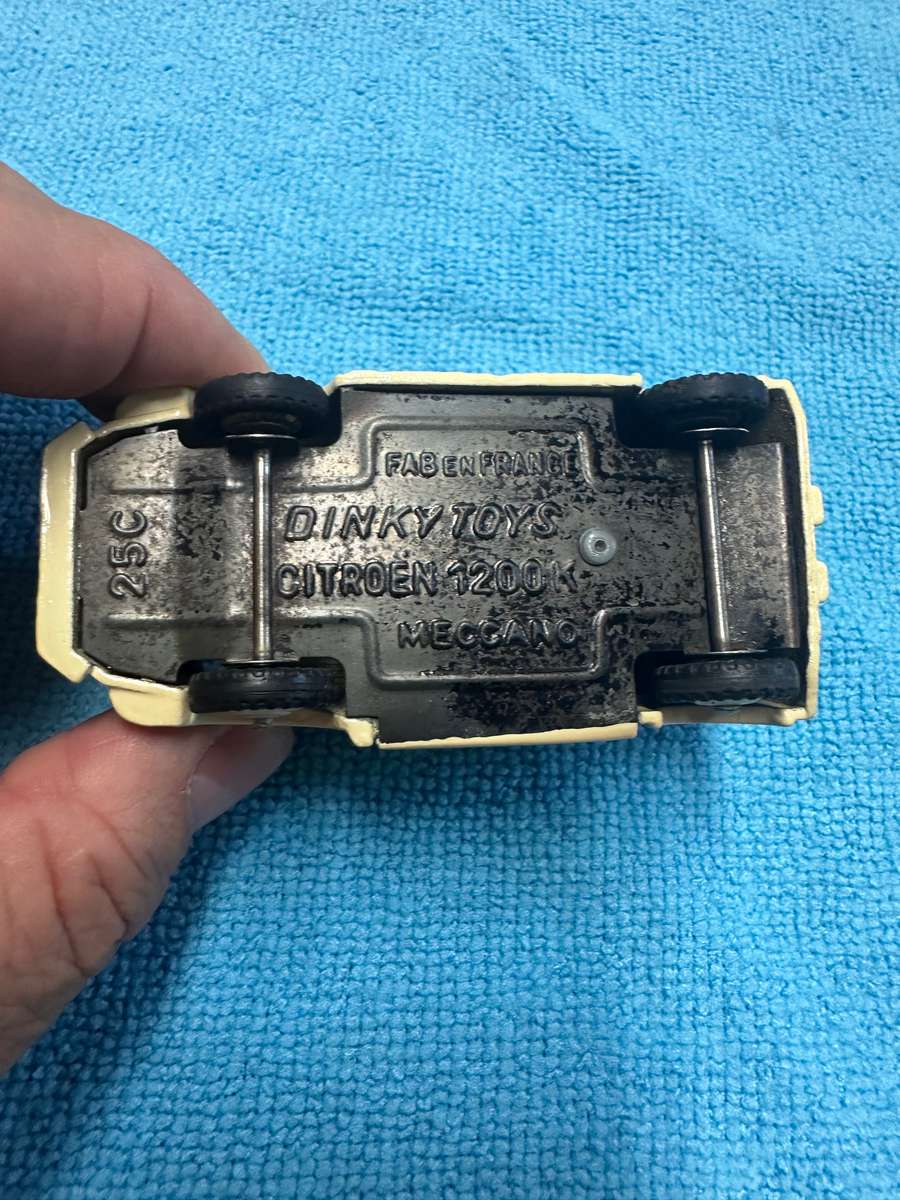 FAB EN FRANCE
DINKY TOYS
CITROEN 1200 K
MECCANO
25C